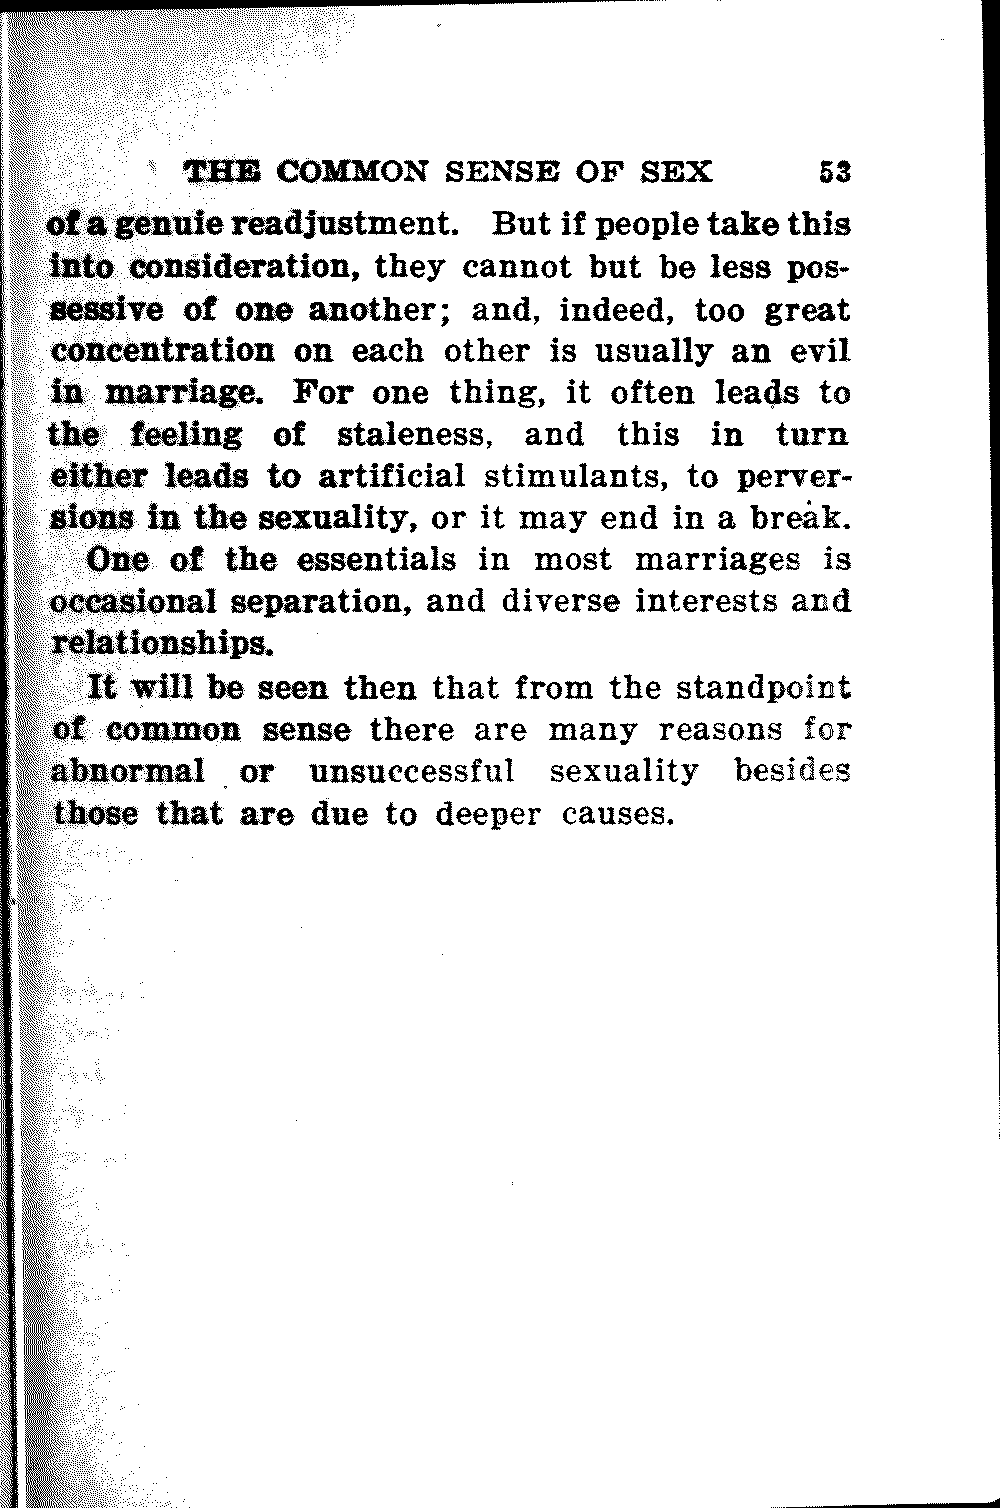 THE COMMON SENSE OF SEX 53
of a genuie readjustment. But if people take this
into consideration, they cannot but be less pos-
sessive of one another; and, indeed, too great
concentration on each other is usually an evil
in marriage. For one thing, it often leads to
the feeling of staleness, and this in turn
either leads to artificial stimulants, to perver-
sions in the sexuality, or it may end in a break.
One of the essentials in most marriages is
occasional separation, and diverse interests and
relationships.
It will be seen then that from the standpoint
of common sense there are many reasons for
abnormal or unsuccessful sexuality besides
those that are due to deeper causes.